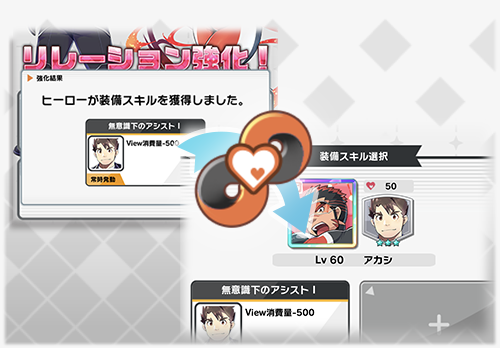 リレーション強化！
強化結果
ヒーローが装備スキルを獲得しました。
無意識下のアシストⅠ
View消費量-500
常時発動
装備スキル選択
50
Lv 60 アカシ
無意識下のアシストⅠ
View消費量-500